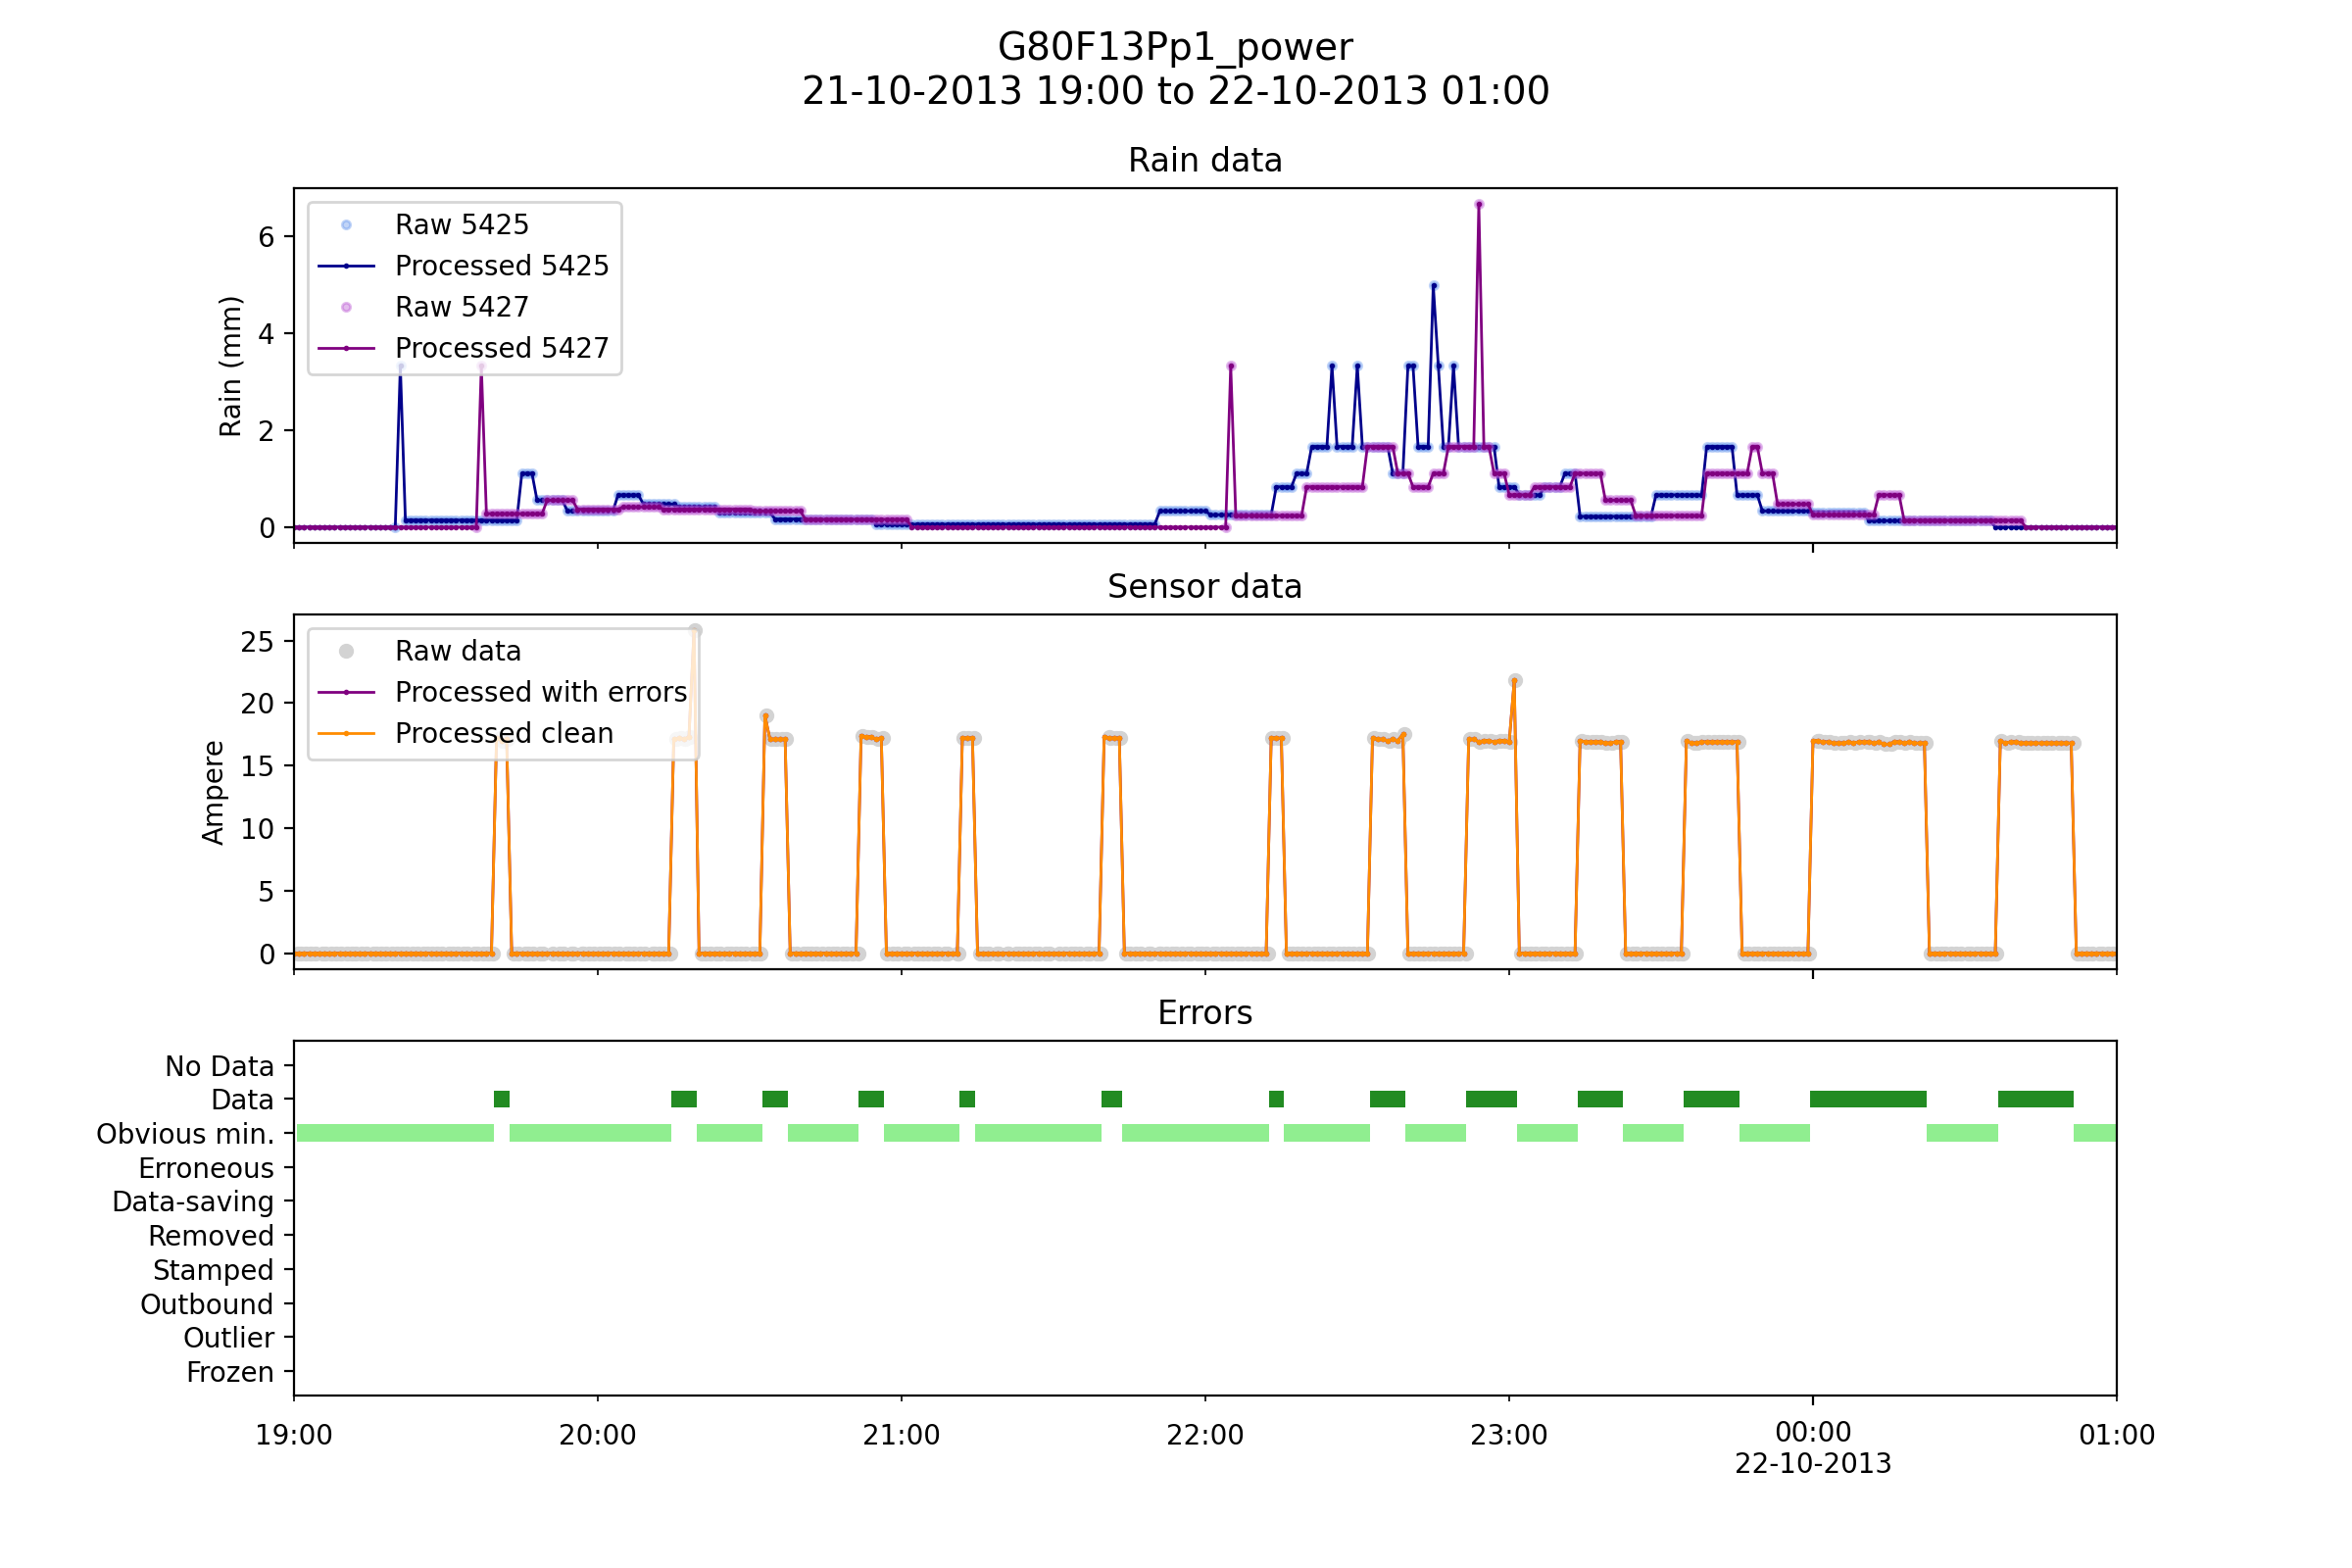 G80F13Pp1_power
21-10-2013 19:00 to 22-10-2013 01:00
Rain data
Rain (mm)
6
4
2
0
Raw 5425
Processed 5425
Raw 5427
Processed 5427
Sensor data
Ampere
25
20
15
10
5
0
Raw data
Processed with errors
Processed clean
Errors
No Data
Data
Obvious min.
Erroneous
Data-saving
Removed
Stamped
Outbound
Outlier
Frozen
19:00 20:00 21:00 22:00 23:00 00:00 01:00
22-10-2013